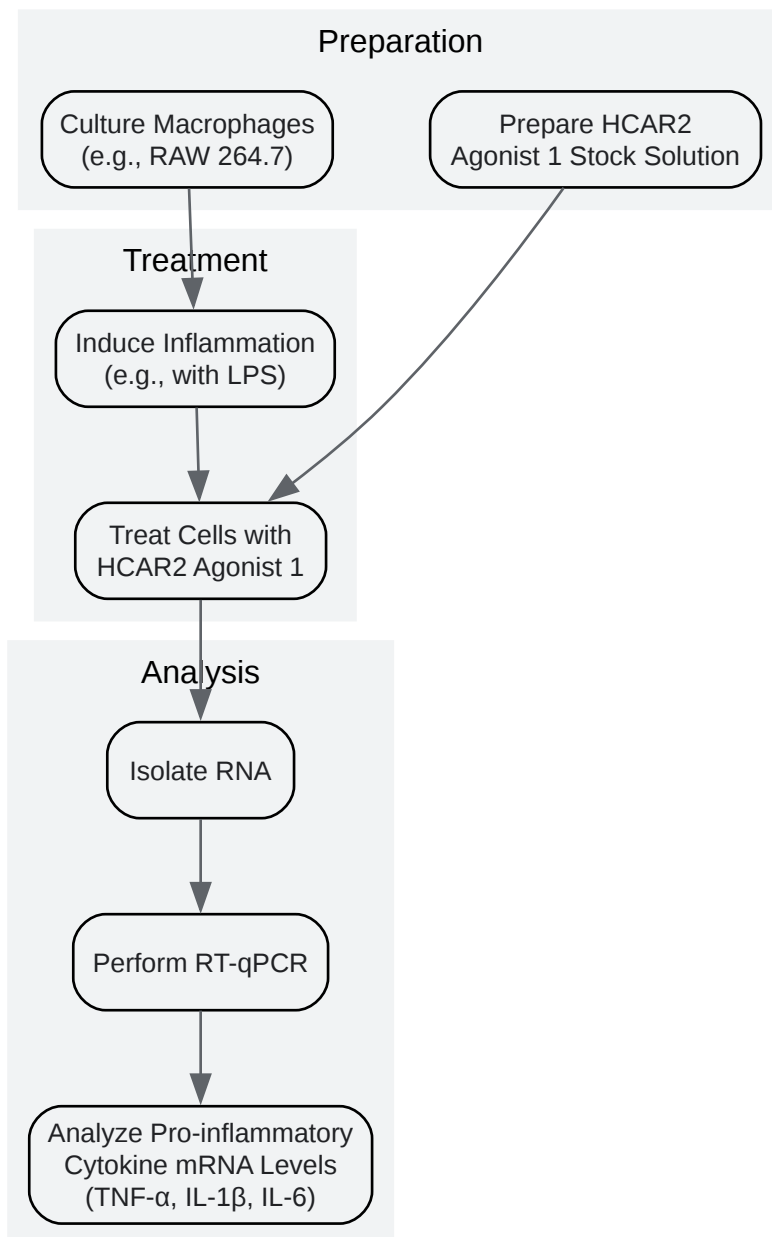 Preparation
Culture Macrophages
(e.g., RAW 264.7)
Prepare HCAR2
Agonist 1 Stock Solution
Treatment
Induce Inflammation
(e.g., with LPS)
Treat Cells with
HCAR2 Agonist 1
Analysis
Isolate RNA
Perform RT-qPCR
Analyze Pro-inflammatory
Cytokine mRNA Levels
(TNF-α, IL-1β, IL-6)